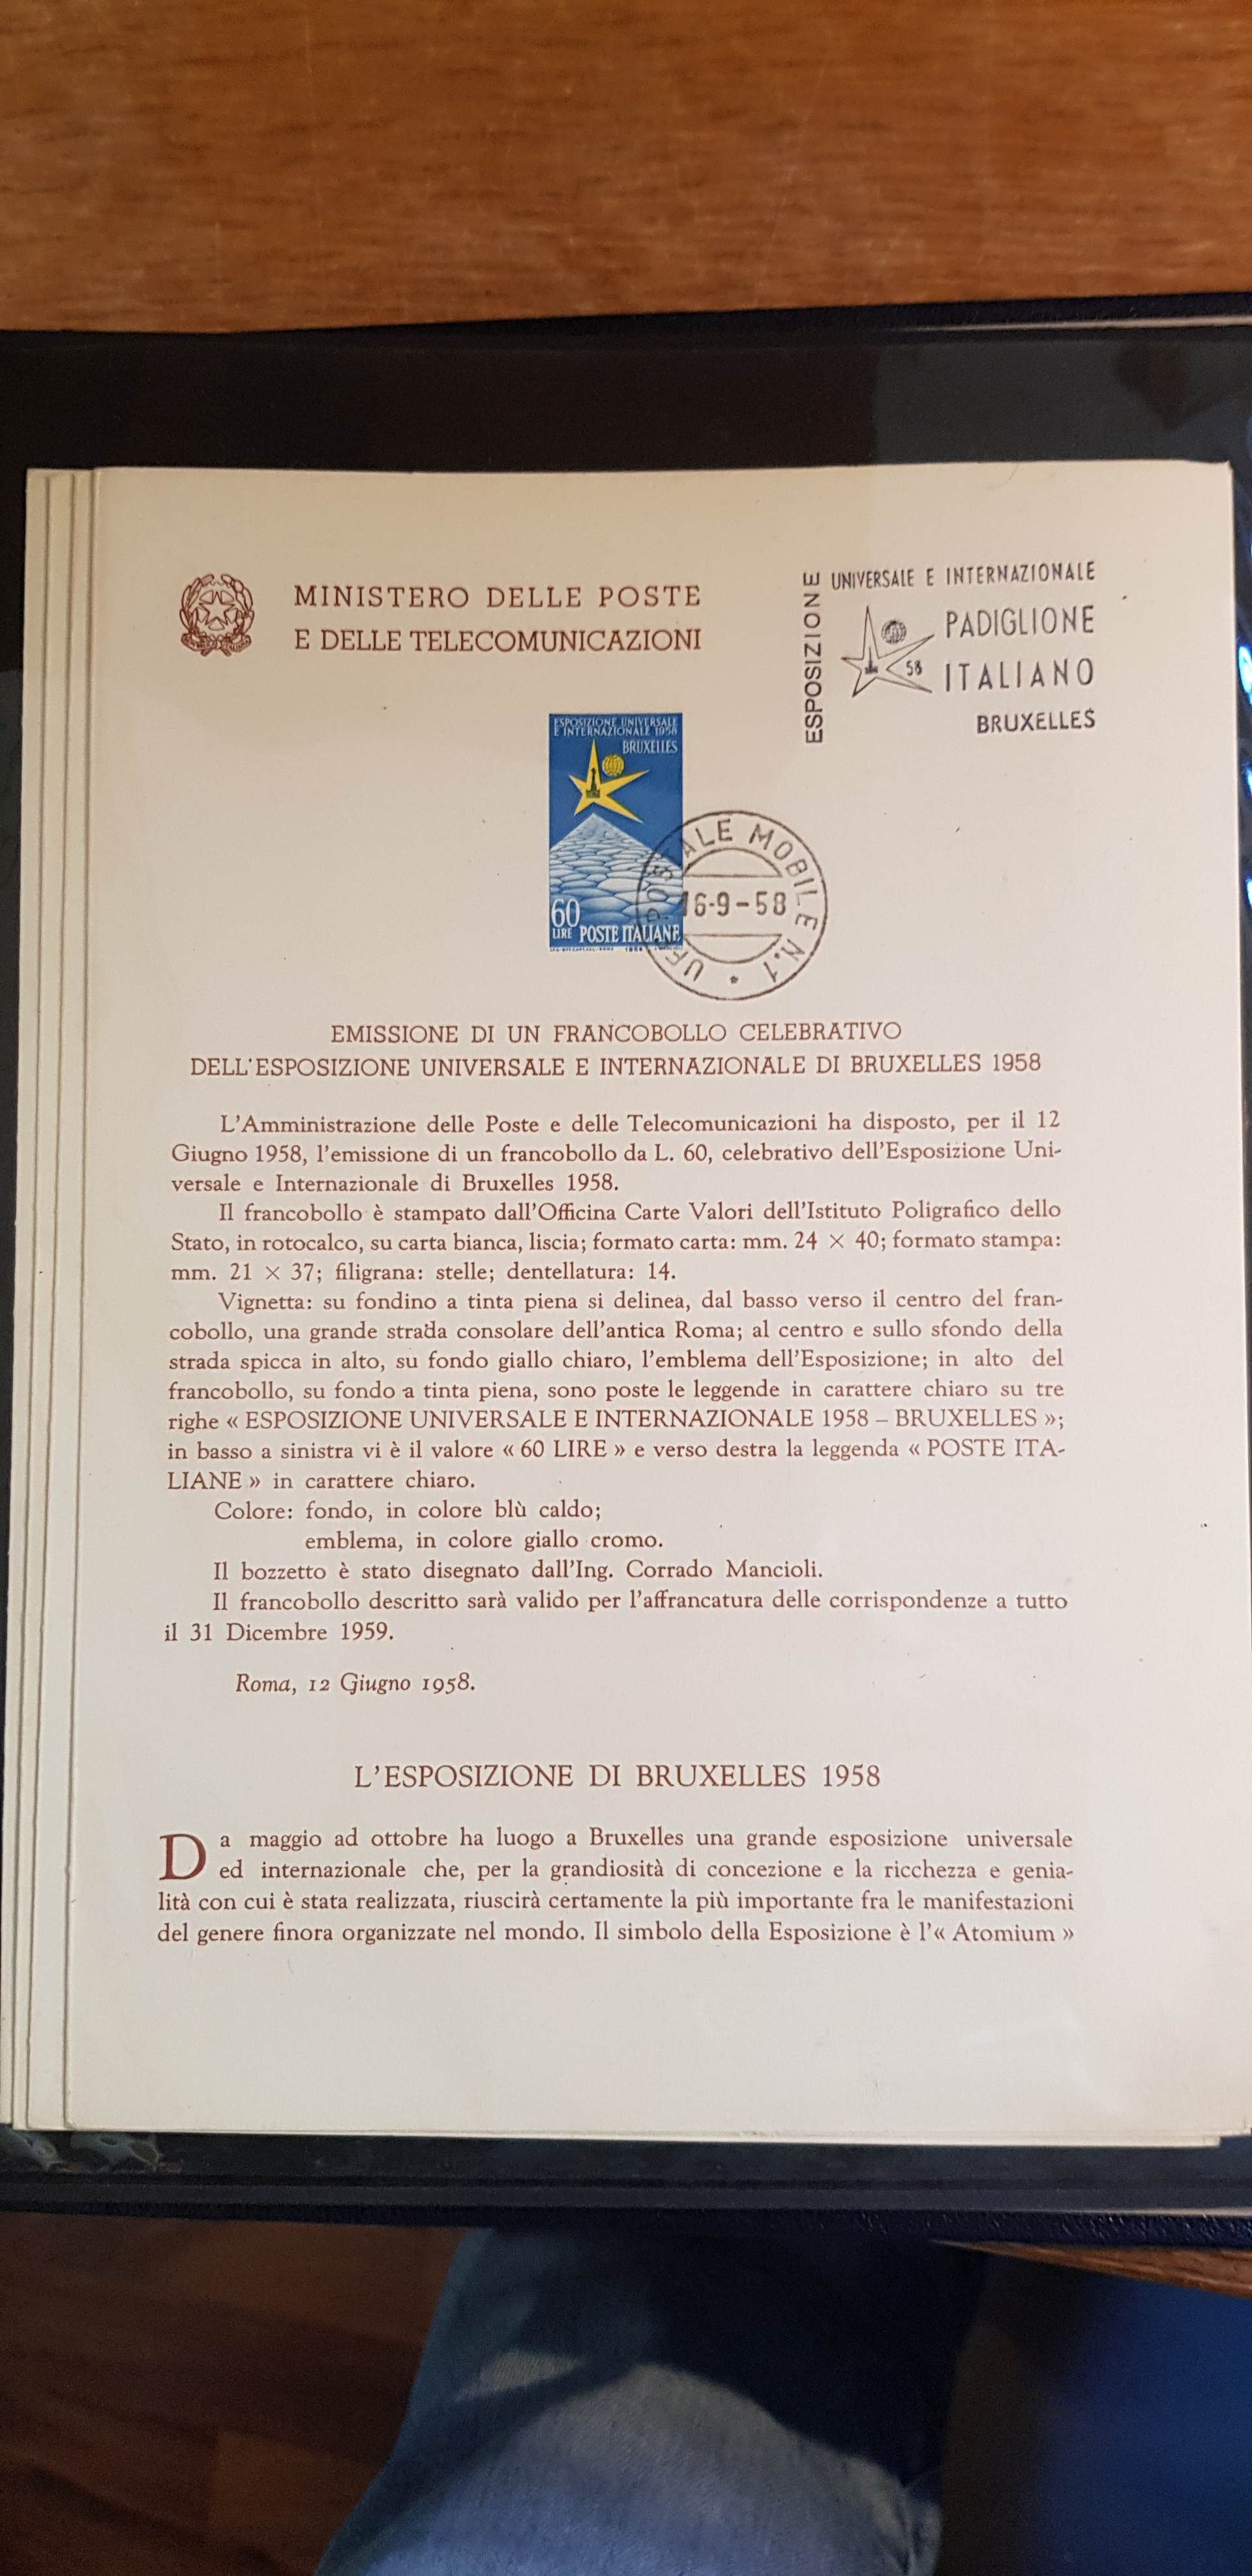 MINISTERO DELLE POSTE
E DELLE TELECOMUNICAZIONI
ESPOSIZIONE
UNIVERSALE E INTERNAZIONALE
PADIGLIONE
58 ITALIANO
BRUXELLES
ESPOSIZIONE UNIVERSALE
E INTERNAZIONALE 1958
BRUXELLES
60
LIRE POSTE ITALIANE
UFF. POSTALE MOBILE N.1
16-9-58
EMISSIONE DI UN FRANCOBOLLO CELEBRATIVO
DELL'ESPOSIZIONE UNIVERSALE E INTERNAZIONALE DI BRUXELLES 1958
L'Amministrazione delle Poste e delle Telecomunicazioni ha disposto, per il 12
Giugno 1958, l'emissione di un francobollo da L. 60, celebrativo dell'Esposizione Uni-
versale e Internazionale di Bruxelles 1958.
Il francobollo è stampato dall'Officina Carte Valori dell'Istituto Poligrafico dello
Stato, in rotocalco, su carta bianca, liscia; formato carta: mm. 24 × 40; formato stampa:
mm. 21 × 37; filigrana: stelle; dentellatura: 14.
Vignetta: su fondino a tinta piena si delinea, dal basso verso il centro del fran-
cobollo, una grande strada consolare dell'antica Roma; al centro e sullo sfondo della
strada spicca in alto, su fondo giallo chiaro, l'emblema dell'Esposizione; in alto del
francobollo, su fondo a tinta piena, sono poste le leggende in carattere chiaro su tre
righe « ESPOSIZIONE UNIVERSALE E INTERNAZIONALE 1958 – BRUXELLES »;
in basso a sinistra vi è il valore « 60 LIRE » e verso destra la leggenda « POSTE ITA-
LIANE » in carattere chiaro.
Colore: fondo, in colore blù caldo;
emblema, in colore giallo cromo.
Il bozzetto è stato disegnato dall'Ing. Corrado Mancioli.
Il francobollo descritto sarà valido per l'affrancatura delle corrispondenze a tutto
il 31 Dicembre 1959.
Roma, 12 Giugno 1958.
L'ESPOSIZIONE DI BRUXELLES 1958
Da maggio ad ottobre ha luogo a Bruxelles una grande esposizione universale
ed internazionale che, per la grandiosità di concezione e la ricchezza e genia-
lità con cui è stata realizzata, riuscirà certamente la più importante fra le manifestazioni
del genere finora organizzate nel mondo. Il simbolo della Esposizione è l'« Atomium »